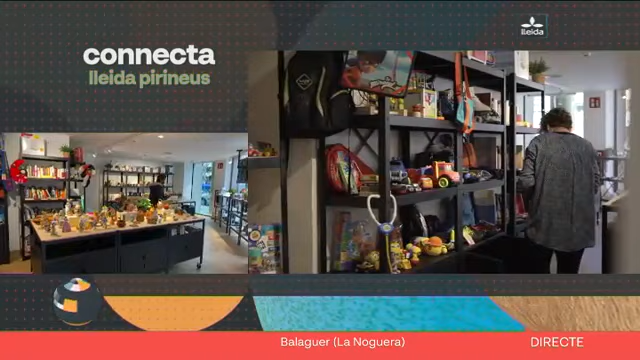 lleida
connecta
lleida pirineus
Balaguer (La Noguera)
DIRECTE